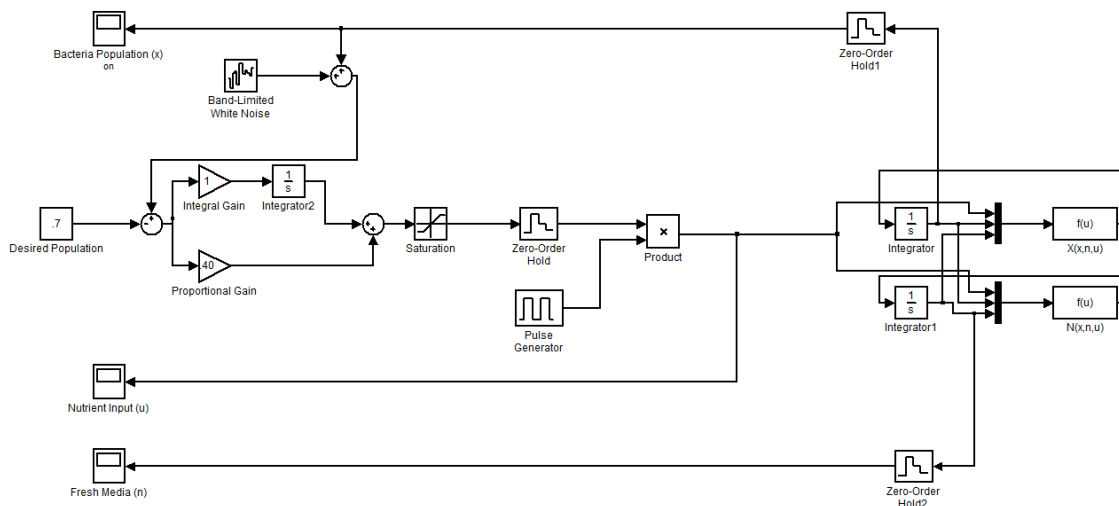 Bacteria Population (x)
on
Zero-Order
Hold1
Band-Limited
White Noise
.7
Desired Population
1
Integral Gain
1
s
Integrator2
40
Proportional Gain
Saturation
Zero-Order
Hold
×
Product
Pulse
Generator
1
s
Integrator
f(u)
X(x,n,u)
1
s
Integrator1
f(u)
N(x,n,u)
Nutrient Input (u)
Fresh Media (n)
Zero-Order
Hold2